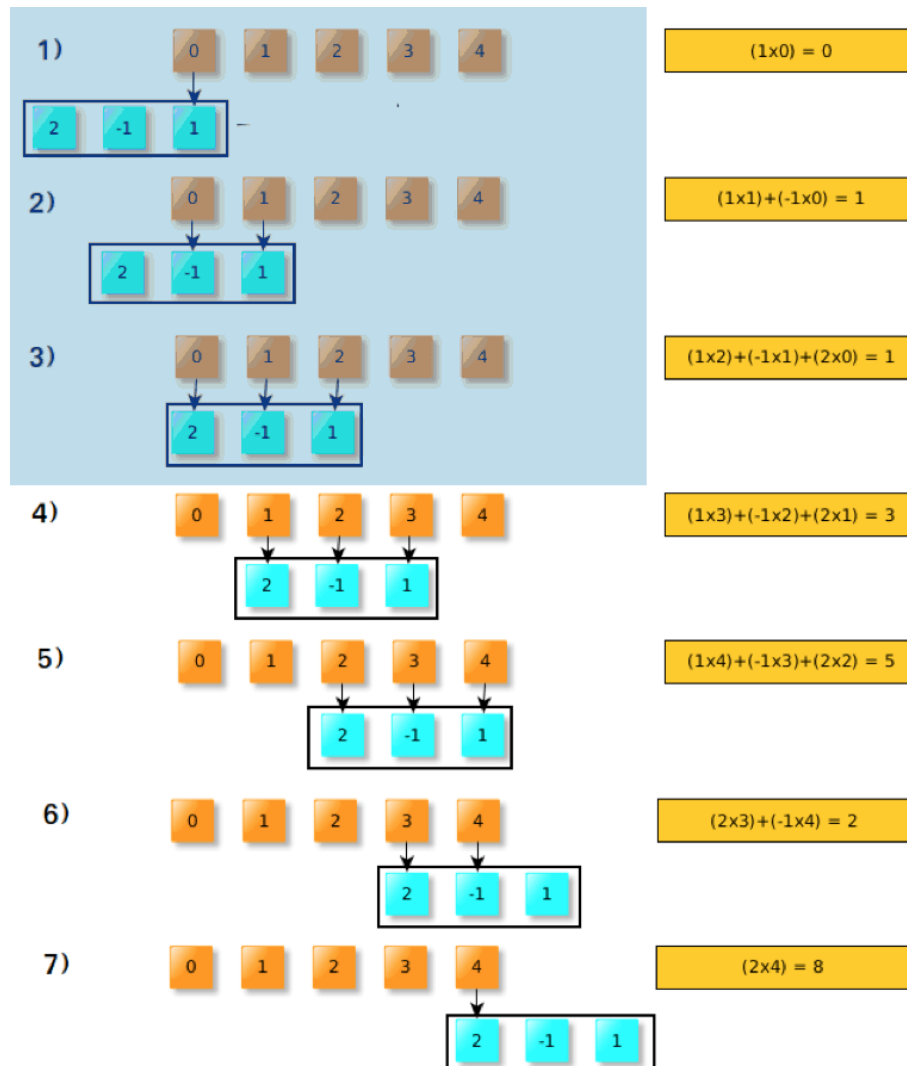 1) 0 1 2 3 4 (1x0) = 0
2 -1 1
2) 0 1 2 3 4 (1x1)+(-1x0) = 1
2 -1 1
3) 0 1 2 3 4 (1x2)+(-1x1)+(2x0) = 1
2 -1 1
4) 0 1 2 3 4 (1x3)+(-1x2)+(2x1) = 3
2 -1 1
5) 0 1 2 3 4 (1x4)+(-1x3)+(2x2) = 5
2 -1 1
6) 0 1 2 3 4 (2x3)+(-1x4) = 2
2 -1 1
7) 0 1 2 3 4 (2x4) = 8
2 -1 1